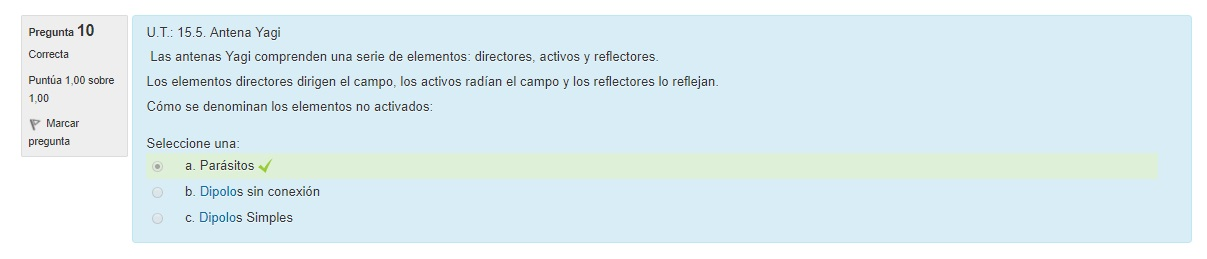 Pregunta 10
Correcta
Puntúa 1,00 sobre
1,00
Marcar
pregunta
U.T.: 15.5. Antena Yagi
Las antenas Yagi comprenden una serie de elementos: directores, activos y reflectores.
Los elementos directores dirigen el campo, los activos radían el campo y los reflectores lo reflejan.
Cómo se denominan los elementos no activados:
Seleccione una:
a. Parásitos
b. Dipolos sin conexión
c. Dipolos Simples